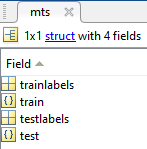 mts
1x1 struct with 4 fields
Field
trainlabels
train
testlabels
test